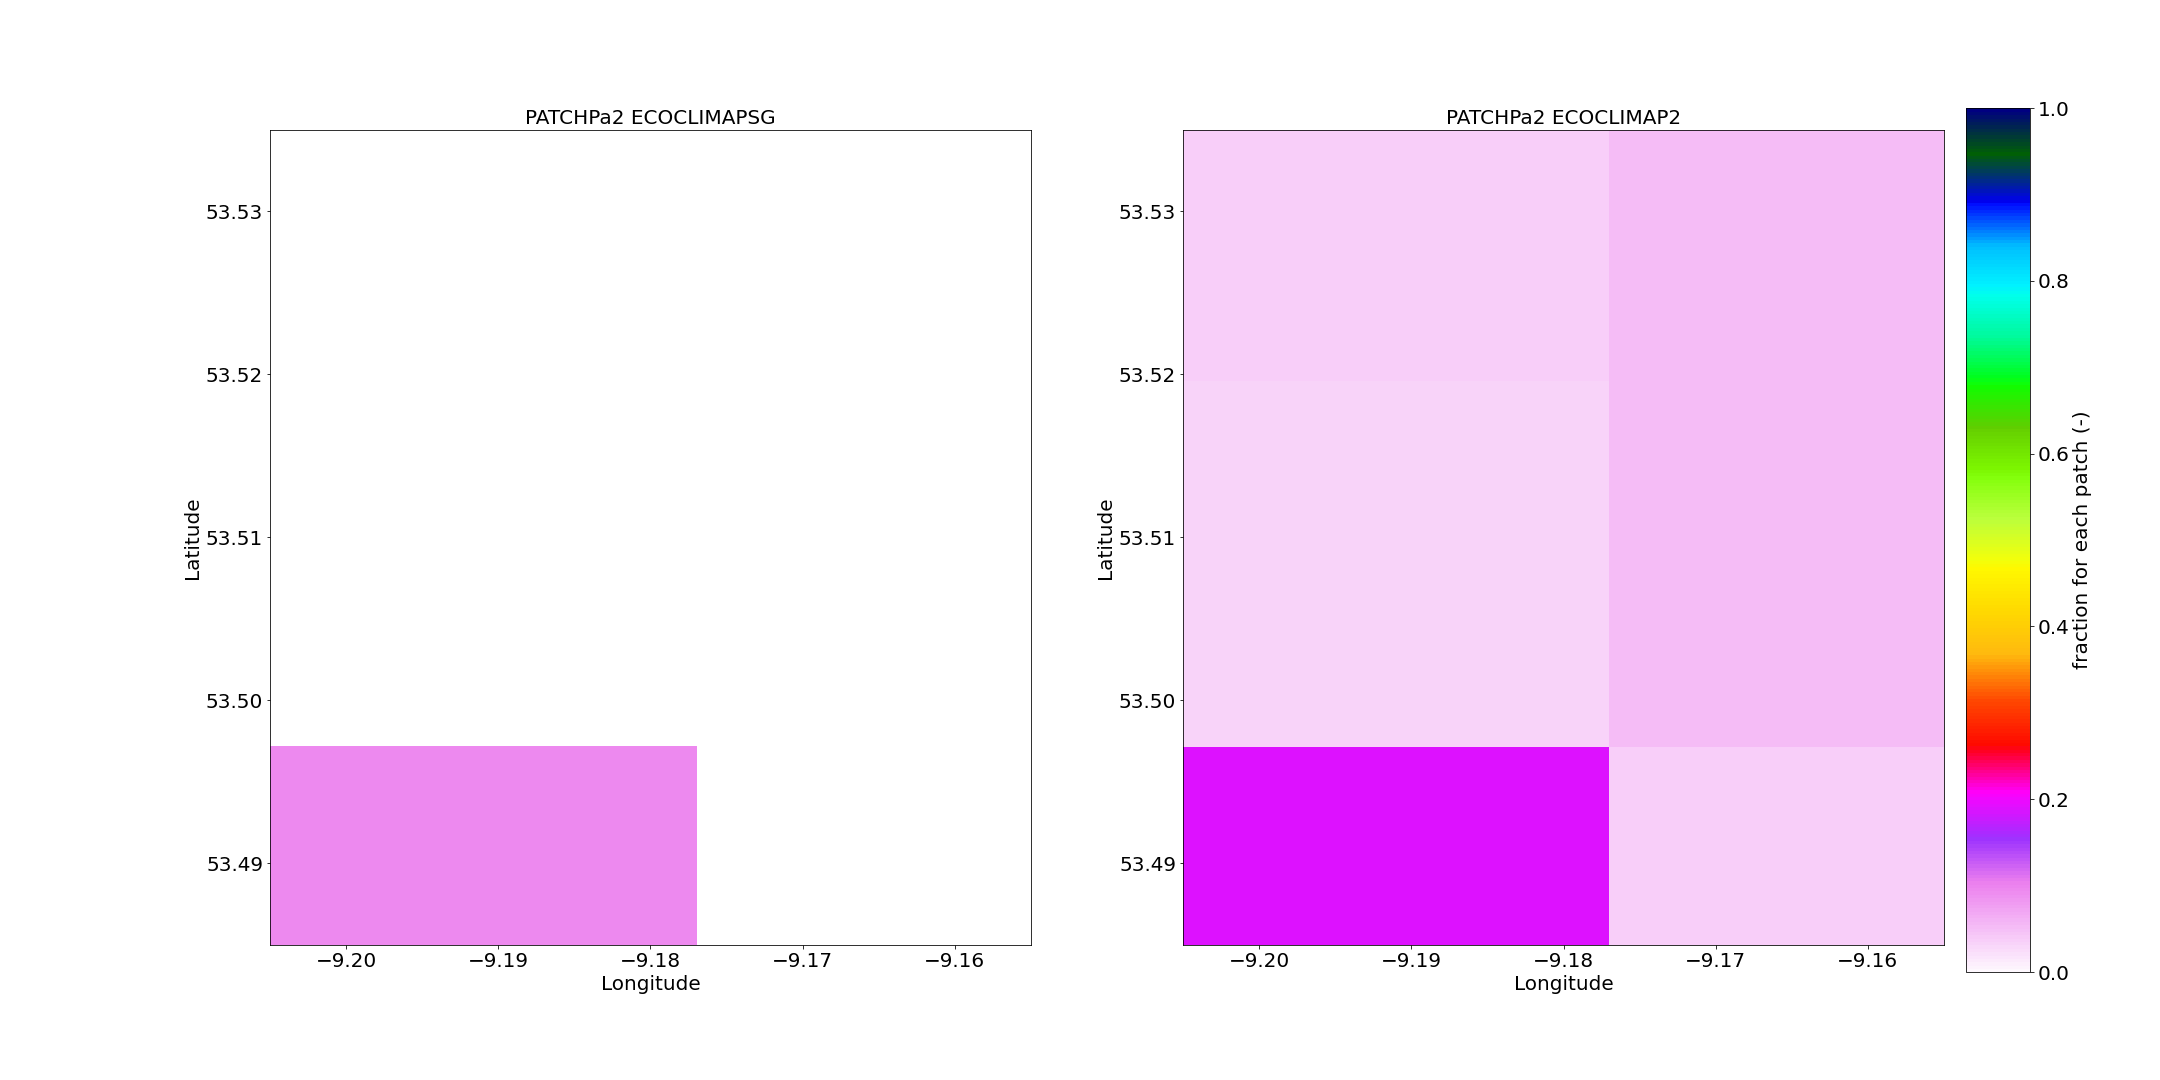 PATCHPa2 ECOCLIMAPSG
53.53
53.52
53.51
53.50
53.49
Latitude
−9.20 −9.19 −9.18 −9.17 −9.16
Longitude
PATCHPa2 ECOCLIMAP2
53.53
53.52
53.51
53.50
53.49
Latitude
−9.20 −9.19 −9.18 −9.17 −9.16
Longitude
1.0
0.8
0.6
0.4
0.2
0.0
fraction for each patch (-)